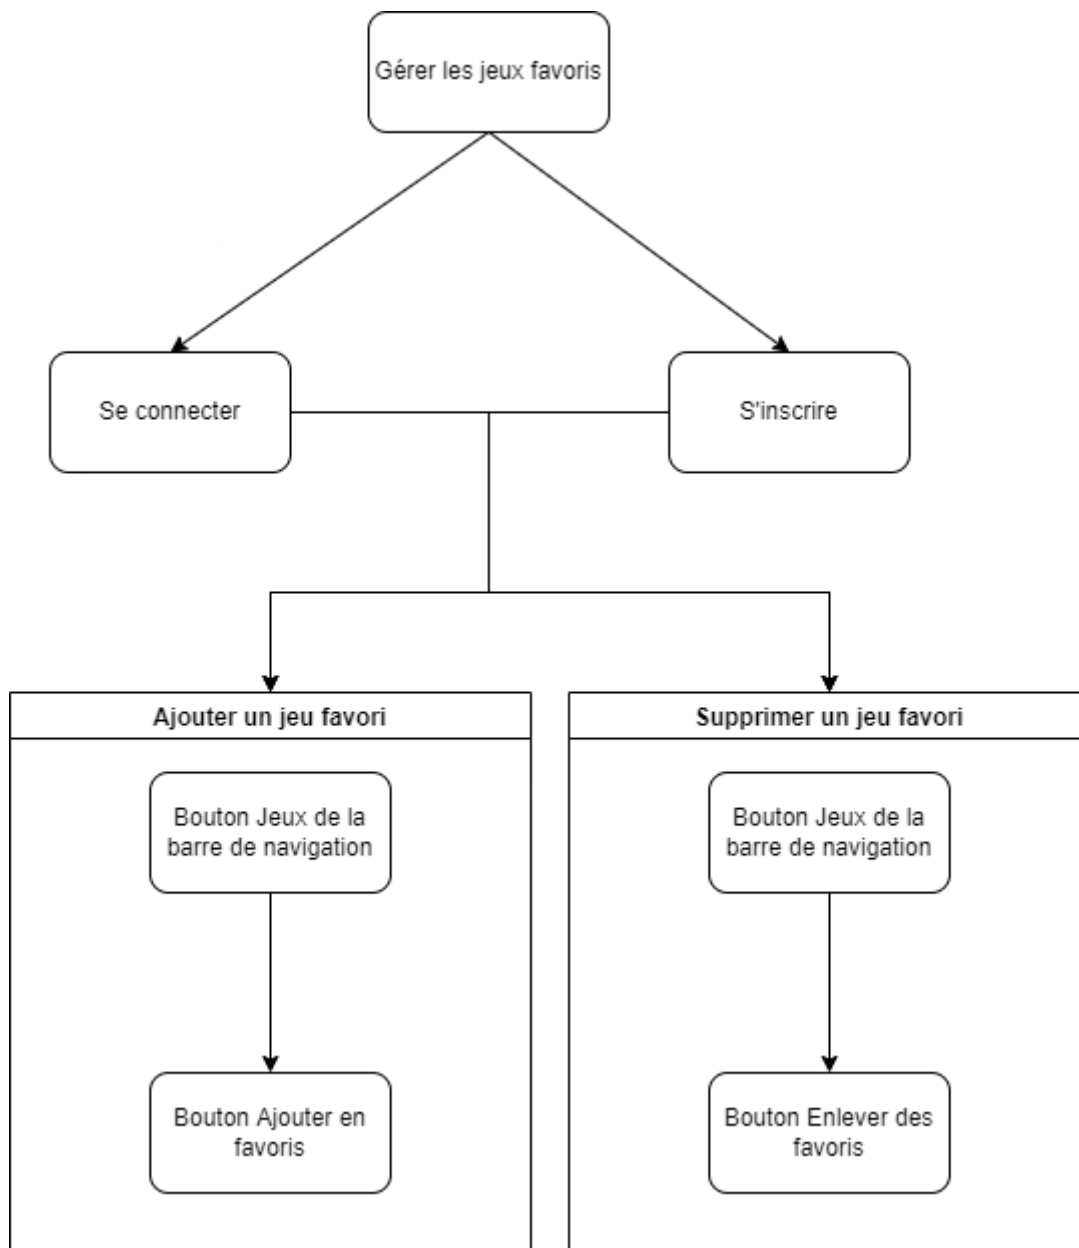 Gérer les jeux favoris
Se connecter
S'inscrire
Ajouter un jeu favori
Bouton Jeux de la
barre de navigation
Bouton Ajouter en
favoris
Supprimer un jeu favori
Bouton Jeux de la
barre de navigation
Bouton Enlever des
favoris